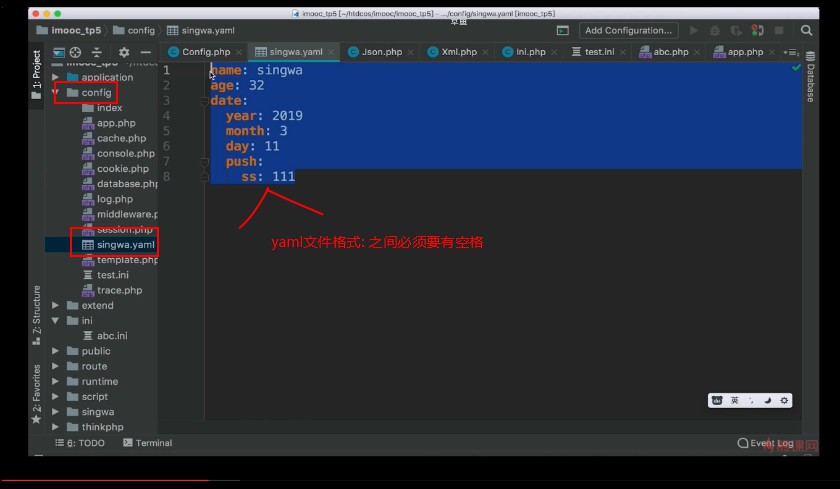 imooc_tp5 [~/htdcos/imooc/imooc_tp5] - .../config/singwa.yaml [imooc_tp5]
imooc_tp5 config singwa.yaml
Add Configuration...
Config.php singwa.yaml Json.php Xml.php Ini.php test.ini abc.php app.php
1: Project
Database
application
config
index
app.php
cache.php
console.php
cookie.php
database.php
log.php
middleware.p
session.php
singwa.yaml
template.php
test.ini
trace.php
extend
ini
abc.ini
public
route
runtime
script
singwa
thinkphp
1 name: singwa
2 age: 32
3 date:
4 year: 2019
5 month: 3
6 day: 11
7 push:
8 ss: 111
yaml文件格式: 之间必须要有空格
Z: Structure
2: Favorites
英
6: TODO
Terminal
Event Log